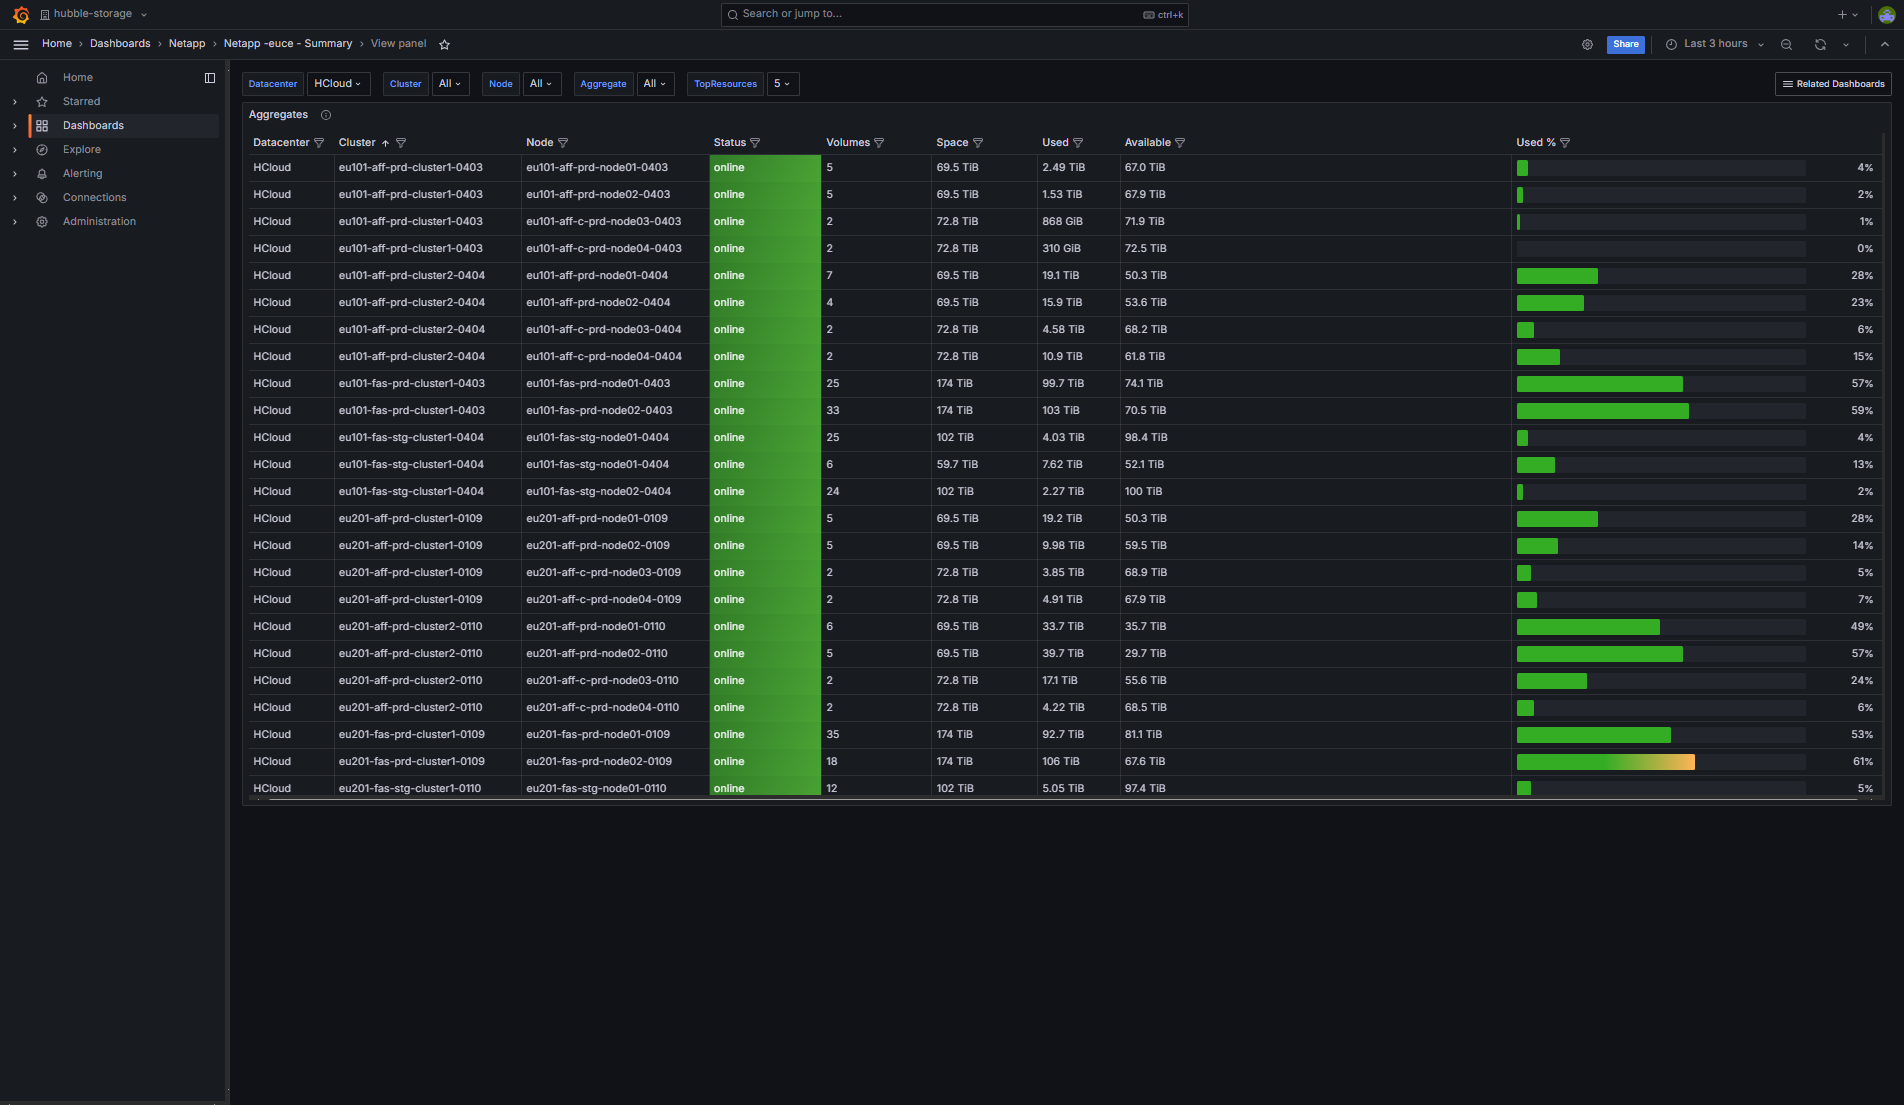 hubble-storage
Search or jump to...
ctrl+k
Home › Dashboards › Netapp › Netapp -euce - Summary › View panel
Share
Last 3 hours
Home
Starred
Dashboards
Explore
Alerting
Connections
Administration
Datacenter HCloud Cluster All Node All Aggregate All TopResources 5
Related Dashboards
Aggregates
Datacenter Cluster Node Status Volumes Space Used Available Used %
HCloud eu101-aff-prd-cluster1-0403 eu101-aff-prd-node01-0403 online 5 69.5 TiB 2.49 TiB 67.0 TiB 4%
HCloud eu101-aff-prd-cluster1-0403 eu101-aff-prd-node02-0403 online 5 69.5 TiB 1.53 TiB 67.9 TiB 2%
HCloud eu101-aff-prd-cluster1-0403 eu101-aff-c-prd-node03-0403 online 2 72.8 TiB 868 GiB 71.9 TiB 1%
HCloud eu101-aff-prd-cluster1-0403 eu101-aff-c-prd-node04-0403 online 2 72.8 TiB 310 GiB 72.5 TiB 0%
HCloud eu101-aff-prd-cluster2-0404 eu101-aff-prd-node01-0404 online 7 69.5 TiB 19.1 TiB 50.3 TiB 28%
HCloud eu101-aff-prd-cluster2-0404 eu101-aff-prd-node02-0404 online 4 69.5 TiB 15.9 TiB 53.6 TiB 23%
HCloud eu101-aff-prd-cluster2-0404 eu101-aff-c-prd-node03-0404 online 2 72.8 TiB 4.58 TiB 68.2 TiB 6%
HCloud eu101-aff-prd-cluster2-0404 eu101-aff-c-prd-node04-0404 online 2 72.8 TiB 10.9 TiB 61.8 TiB 15%
HCloud eu101-fas-prd-cluster1-0403 eu101-fas-prd-node01-0403 online 25 174 TiB 99.7 TiB 74.1 TiB 57%
HCloud eu101-fas-prd-cluster1-0403 eu101-fas-prd-node02-0403 online 33 174 TiB 103 TiB 70.5 TiB 59%
HCloud eu101-fas-stg-cluster1-0404 eu101-fas-stg-node01-0404 online 25 102 TiB 4.03 TiB 98.4 TiB 4%
HCloud eu101-fas-stg-cluster1-0404 eu101-fas-stg-node01-0404 online 6 59.7 TiB 7.62 TiB 52.1 TiB 13%
HCloud eu101-fas-stg-cluster1-0404 eu101-fas-stg-node02-0404 online 24 102 TiB 2.27 TiB 100 TiB 2%
HCloud eu201-aff-prd-cluster1-0109 eu201-aff-prd-node01-0109 online 5 69.5 TiB 19.2 TiB 50.3 TiB 28%
HCloud eu201-aff-prd-cluster1-0109 eu201-aff-prd-node02-0109 online 5 69.5 TiB 9.98 TiB 59.5 TiB 14%
HCloud eu201-aff-prd-cluster1-0109 eu201-aff-c-prd-node03-0109 online 2 72.8 TiB 3.85 TiB 68.9 TiB 5%
HCloud eu201-aff-prd-cluster1-0109 eu201-aff-c-prd-node04-0109 online 2 72.8 TiB 4.91 TiB 67.9 TiB 7%
HCloud eu201-aff-prd-cluster2-0110 eu201-aff-prd-node01-0110 online 6 69.5 TiB 33.7 TiB 35.7 TiB 49%
HCloud eu201-aff-prd-cluster2-0110 eu201-aff-prd-node02-0110 online 5 69.5 TiB 39.7 TiB 29.7 TiB 57%
HCloud eu201-aff-prd-cluster2-0110 eu201-aff-c-prd-node03-0110 online 2 72.8 TiB 17.1 TiB 55.6 TiB 24%
HCloud eu201-aff-prd-cluster2-0110 eu201-aff-c-prd-node04-0110 online 2 72.8 TiB 4.22 TiB 68.5 TiB 6%
HCloud eu201-fas-prd-cluster1-0109 eu201-fas-prd-node01-0109 online 35 174 TiB 92.7 TiB 81.1 TiB 53%
HCloud eu201-fas-prd-cluster1-0109 eu201-fas-prd-node02-0109 online 18 174 TiB 106 TiB 67.6 TiB 61%
HCloud eu201-fas-stg-cluster1-0110 eu201-fas-stg-node01-0110 online 12 102 TiB 5.05 TiB 97.4 TiB 5%